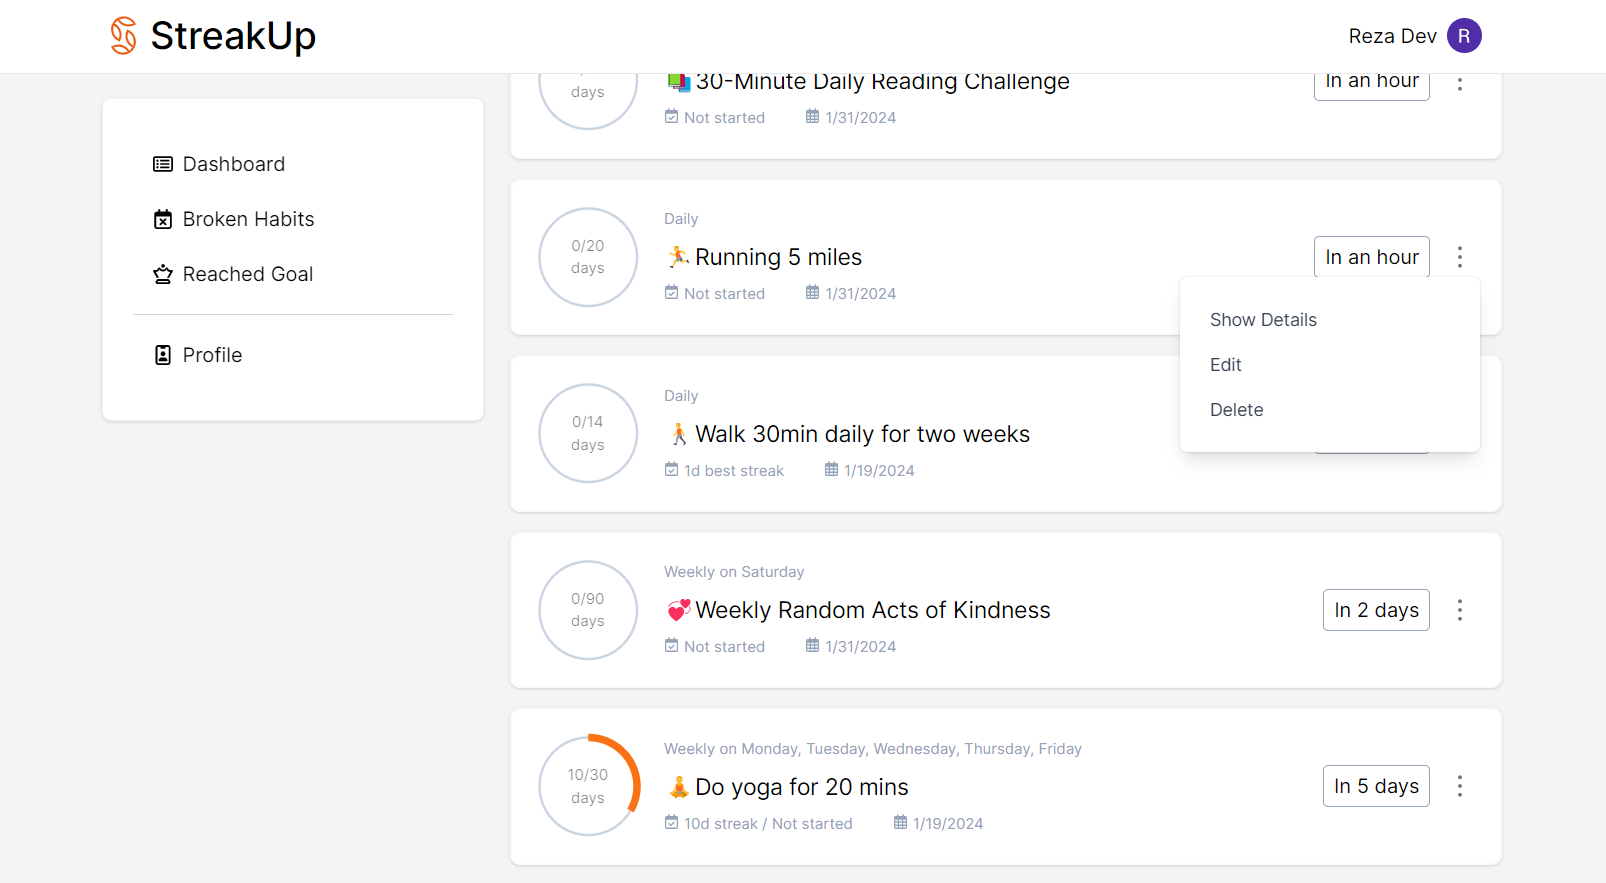 StreakUp
Reza Dev
R
Dashboard
Broken Habits
Reached Goal
Profile
days
30-Minute Daily Reading Challenge
Not started
1/31/2024
In an hour
0/20
days
Daily
Running 5 miles
Not started
1/31/2024
In an hour
Show Details
Edit
Delete
0/14
days
Daily
Walk 30min daily for two weeks
1d best streak
1/19/2024
0/90
days
Weekly on Saturday
Weekly Random Acts of Kindness
Not started
1/31/2024
In 2 days
10/30
days
Weekly on Monday, Tuesday, Wednesday, Thursday, Friday
Do yoga for 20 mins
10d streak / Not started
1/19/2024
In 5 days